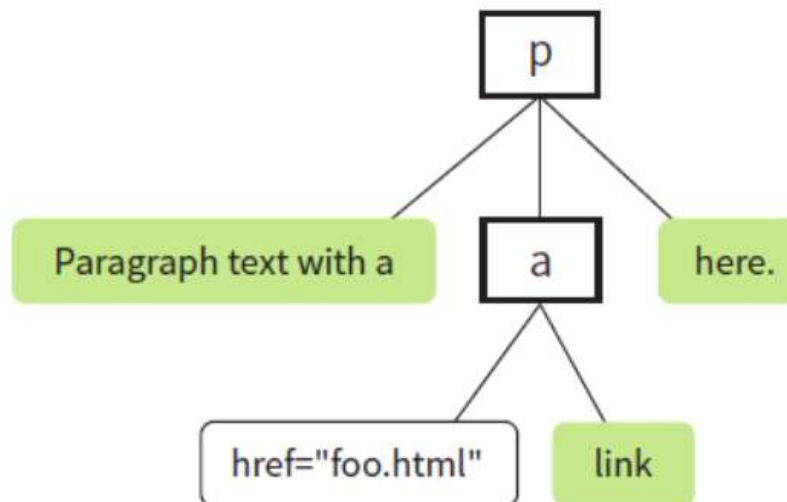 p
Paragraph text with a
a
here.
href="foo.html"
link